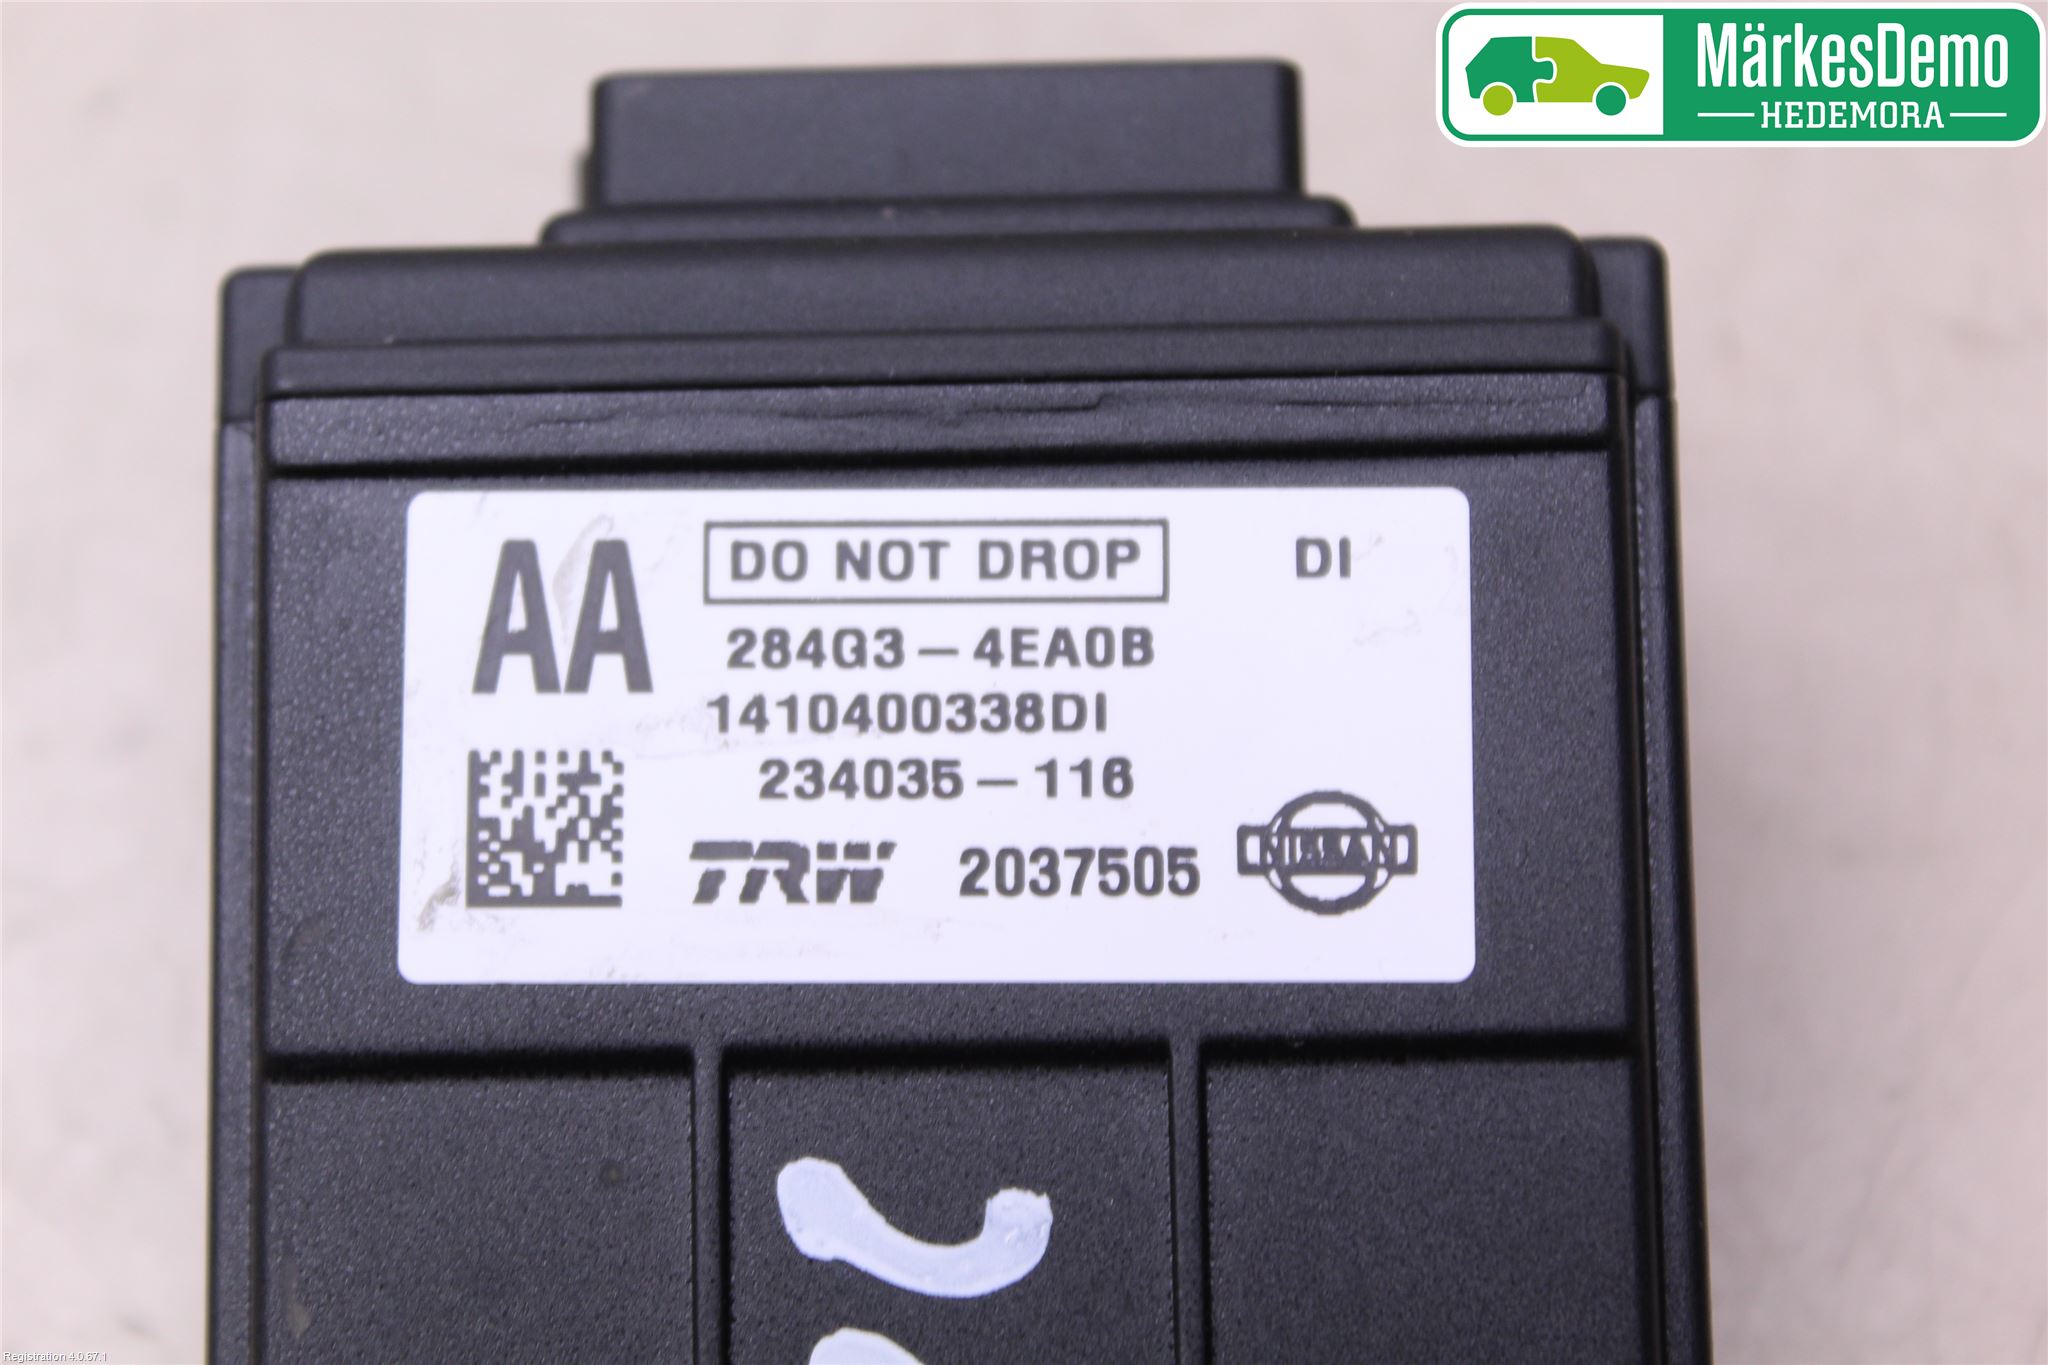 MärkesDemo
HEDEMORA
AA
DO NOT DROP
DI
284G3-4EA0B
1410400338DI
234035-116
TRW 2037505 NISSAN
Registration 4.0.67.1